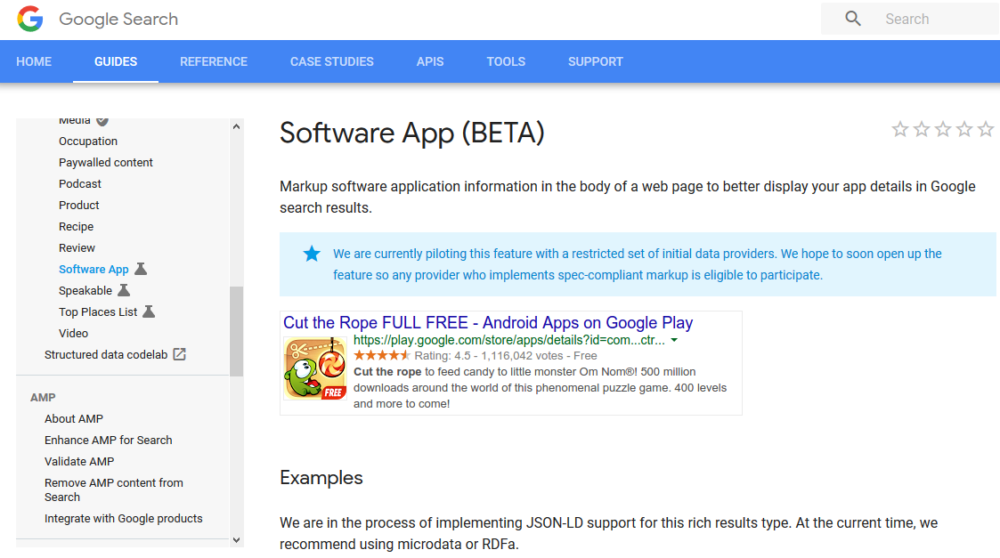 Google Search
Search
HOME
GUIDES
REFERENCE
CASE STUDIES
APIS
TOOLS
SUPPORT
Media
Occupation
Paywalled content
Podcast
Product
Recipe
Review
Software App
Speakable
Top Places List
Video
Structured data codelab
AMP
About AMP
Enhance AMP for Search
Validate AMP
Remove AMP content from
Search
Integrate with Google products
Software App (BETA)
Markup software application information in the body of a web page to better display your app details in Google
search results.
We are currently piloting this feature with a restricted set of initial data providers. We hope to soon open up the
feature so any provider who implements spec-compliant markup is eligible to participate.
Cut the Rope FULL FREE - Android Apps on Google Play
https://play.google.com/store/apps/details?id=com...ctr...
Rating: 4.5 - 1,116,042 votes - Free
Cut the rope to feed candy to little monster Om Nom®! 500 million
downloads around the world of this phenomenal puzzle game. 400 levels
and more to come!
FREE
Examples
We are in the process of implementing JSON-LD support for this rich results type. At the current time, we
recommend using microdata or RDFa.